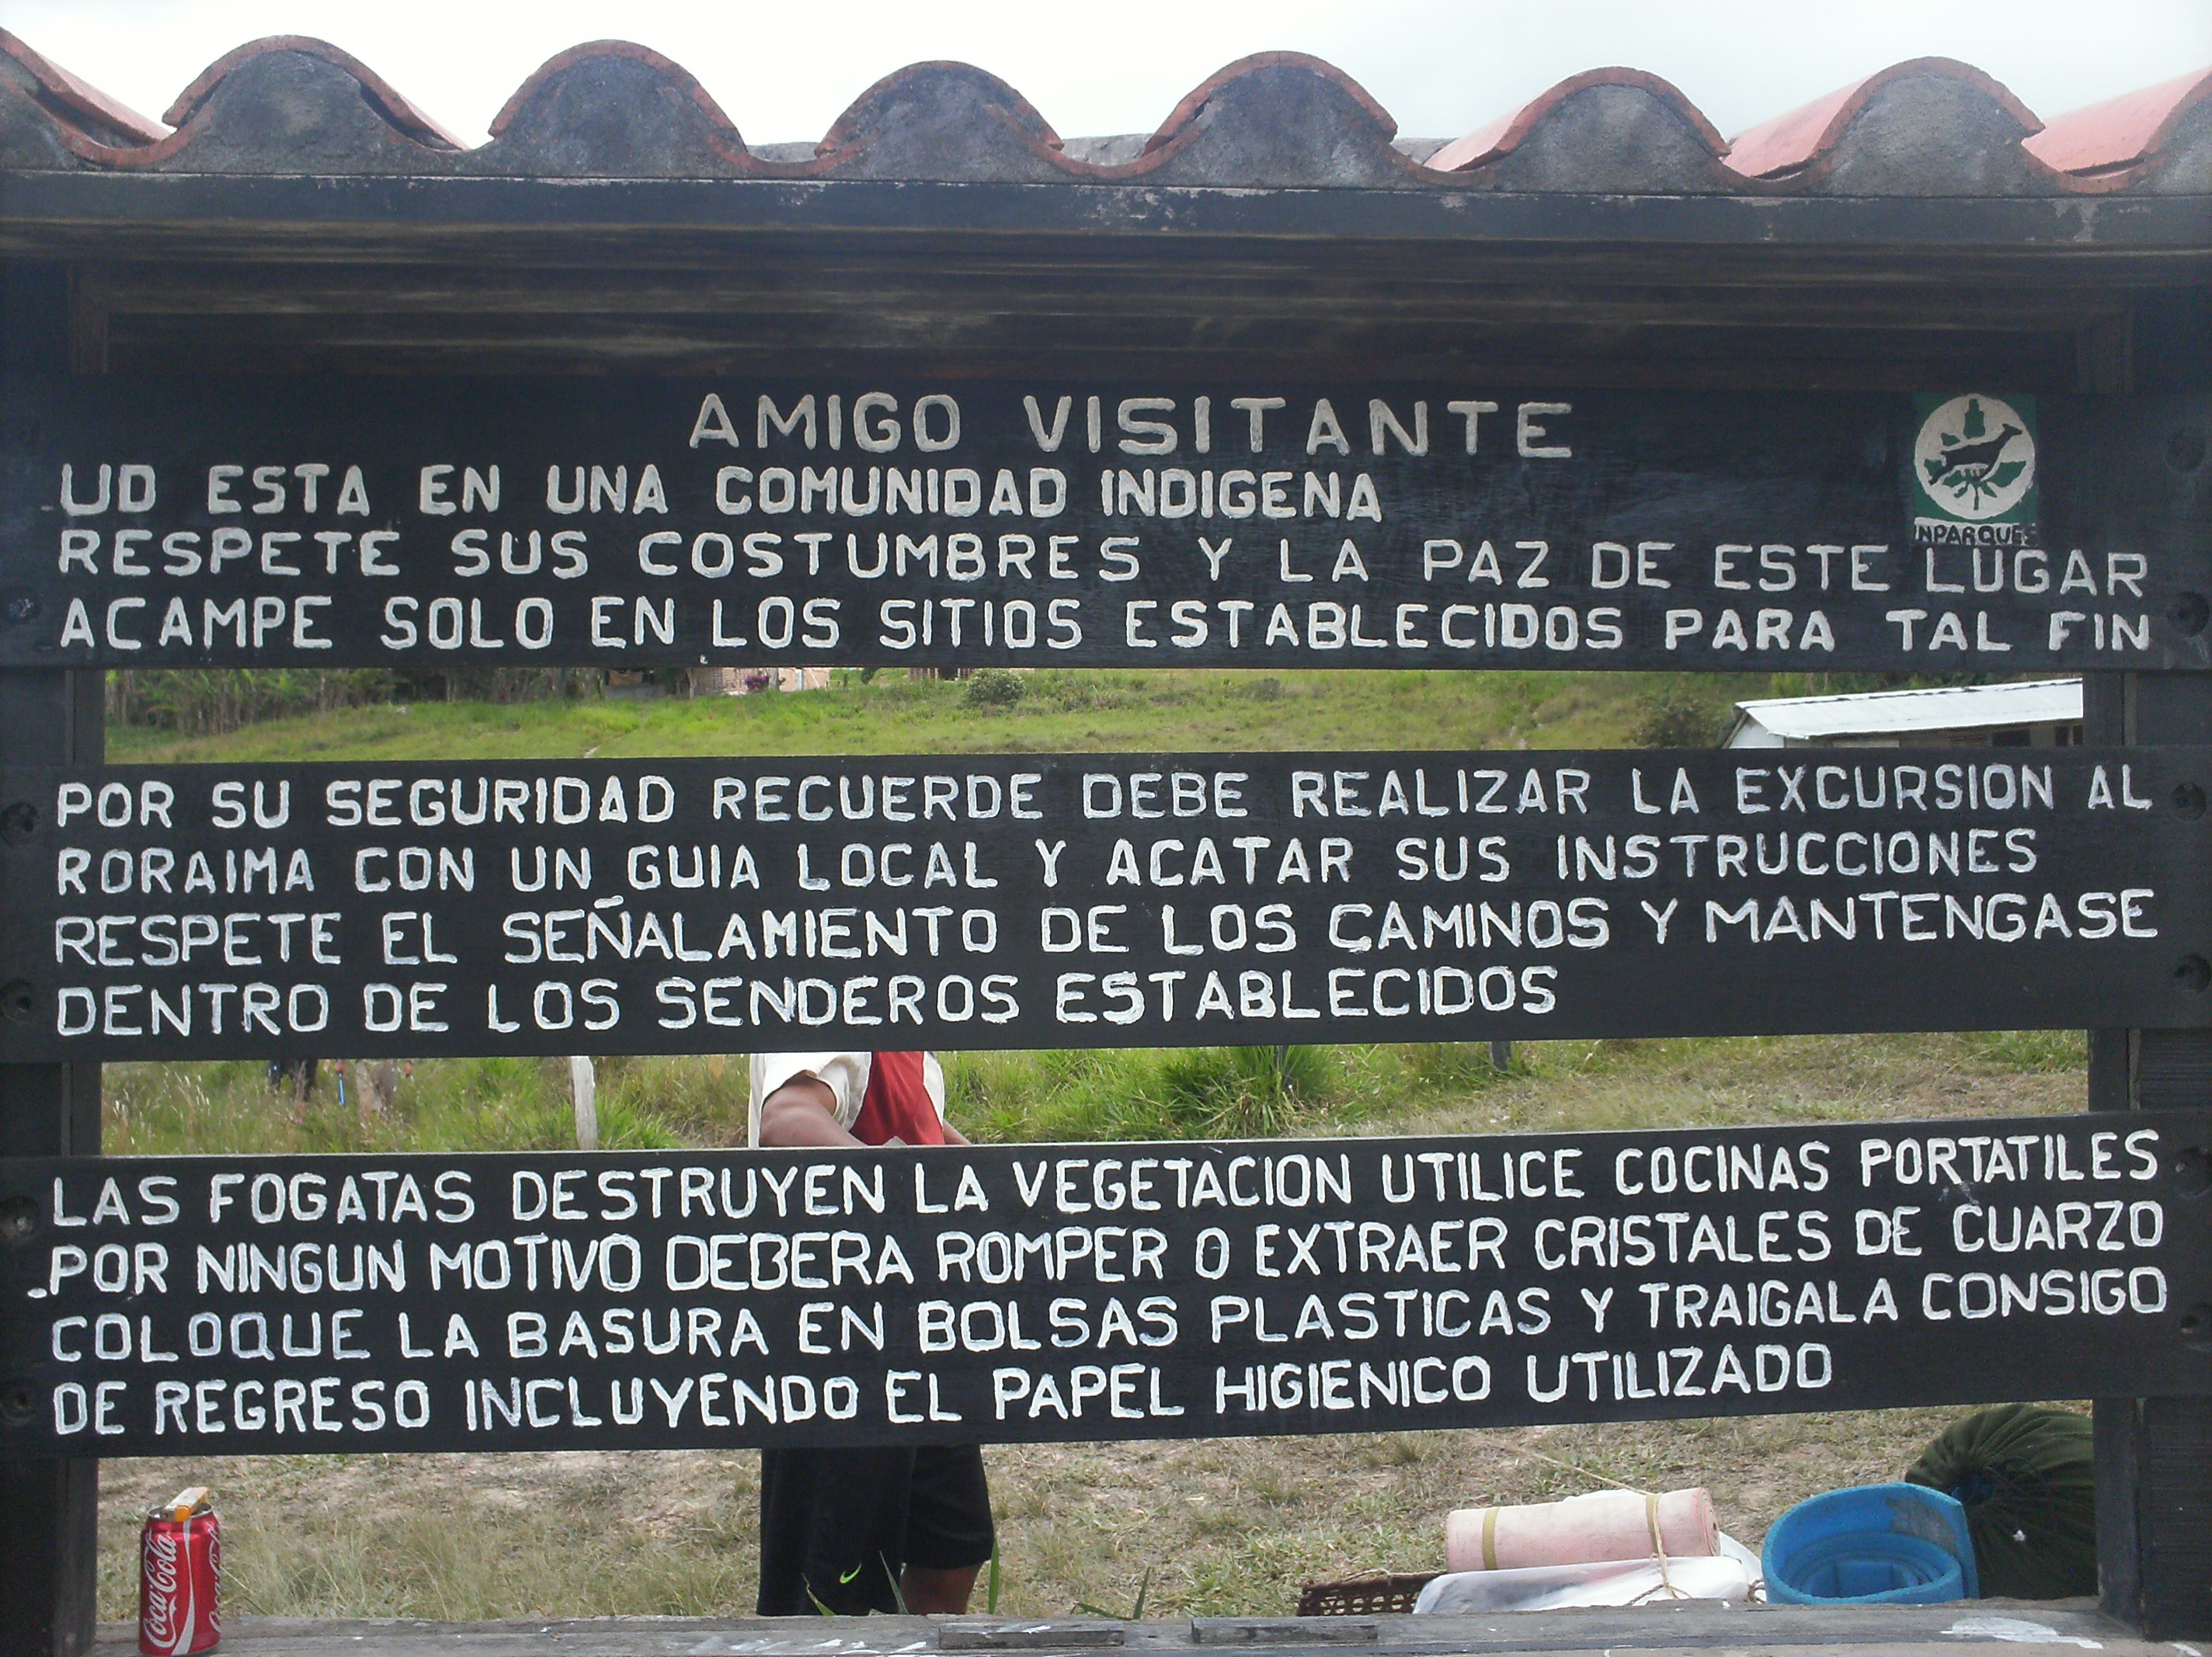 AMIGO VISITANTE
UD ESTA EN UNA COMUNIDAD INDIGENA
INPARQUES
RESPETE SUS COSTUMBRES Y LA PAZ DE ESTE LUGAR
ACAMPE SOLO EN LOS SITIOS ESTABLECIDOS PARA TAL FIN
POR SU SEGURIDAD RECUERDE DEBE REALIZAR LA EXCURSION AL
RORAIMA CON UN GUIA LOCAL Y ACATAR SUS INSTRUCCIONES
RESPETE EL SEÑALAMIENTO DE LOS CAMINOS Y MANTENGASE
DENTRO DE LOS SENDEROS ESTABLECIDOS
LAS FOGATAS DESTRUYEN LA VEGETACION UTILICE COCINAS PORTATILES
POR NINGUN MOTIVO DEBERA ROMPER O EXTRAER CRISTALES DE CUARZO
COLOQUE LA BASURA EN BOLSAS PLASTICAS Y TRAIGALA CONSIGO
DE REGRESO INCLUYENDO EL PAPEL HIGIENICO UTILIZADO
Coca-Cola